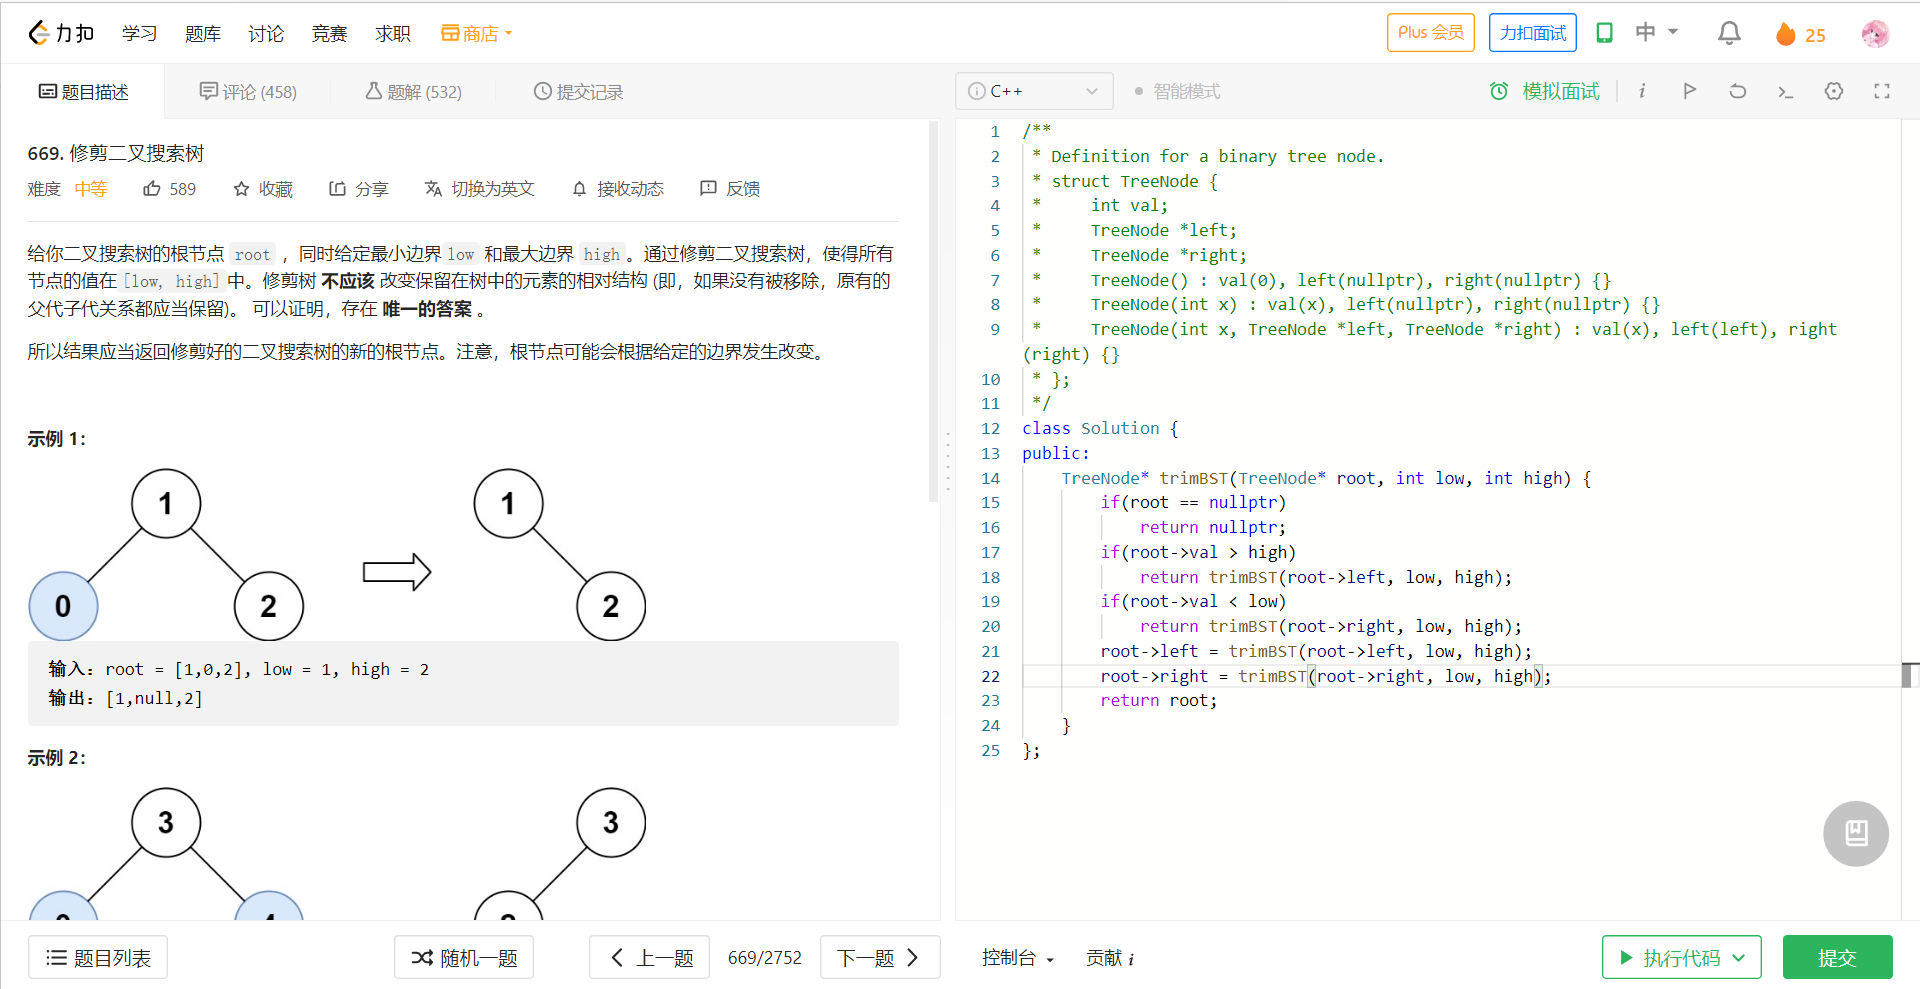 力扣 学习 题库 讨论 竞赛 求职 商店 Plus 会员 力扣面试 中 25
题目描述 评论 (458) 题解 (532) 提交记录 C++ 智能模式 模拟面试 i
669. 修剪二叉搜索树
难度 中等 589 收藏 分享 切换为英文 接收动态 反馈
给你二叉搜索树的根节点 root ，同时给定最小边界low 和最大边界 high。通过修剪二叉搜索树，使得所有
节点的值在[low, high]中。修剪树 不应该 改变保留在树中的元素的相对结构 (即，如果没有被移除，原有的
父代子代关系都应当保留)。 可以证明，存在 唯一的答案 。
所以结果应当返回修剪好的二叉搜索树的新的根节点。注意，根节点可能会根据给定的边界发生改变。
示例 1：
1 1
0 2 2
输入：root = [1,0,2], low = 1, high = 2
输出：[1,null,2]
示例 2：
3 3
1 /**
2 * Definition for a binary tree node.
3 * struct TreeNode {
4 *     int val;
5 *     TreeNode *left;
6 *     TreeNode *right;
7 *     TreeNode() : val(0), left(nullptr), right(nullptr) {}
8 *     TreeNode(int x) : val(x), left(nullptr), right(nullptr) {}
9 *     TreeNode(int x, TreeNode *left, TreeNode *right) : val(x), left(left), right
(right) {}
10 * };
11 */
12 class Solution {
13 public:
14     TreeNode* trimBST(TreeNode* root, int low, int high) {
15         if(root == nullptr)
16             return nullptr;
17         if(root->val > high)
18             return trimBST(root->left, low, high);
19         if(root->val < low)
20             return trimBST(root->right, low, high);
21         root->left = trimBST(root->left, low, high);
22         root->right = trimBST(root->right, low, high);
23         return root;
24     }
25 };
题目列表 随机一题 上一题 669/2752 下一题 控制台 贡献 i 执行代码 提交